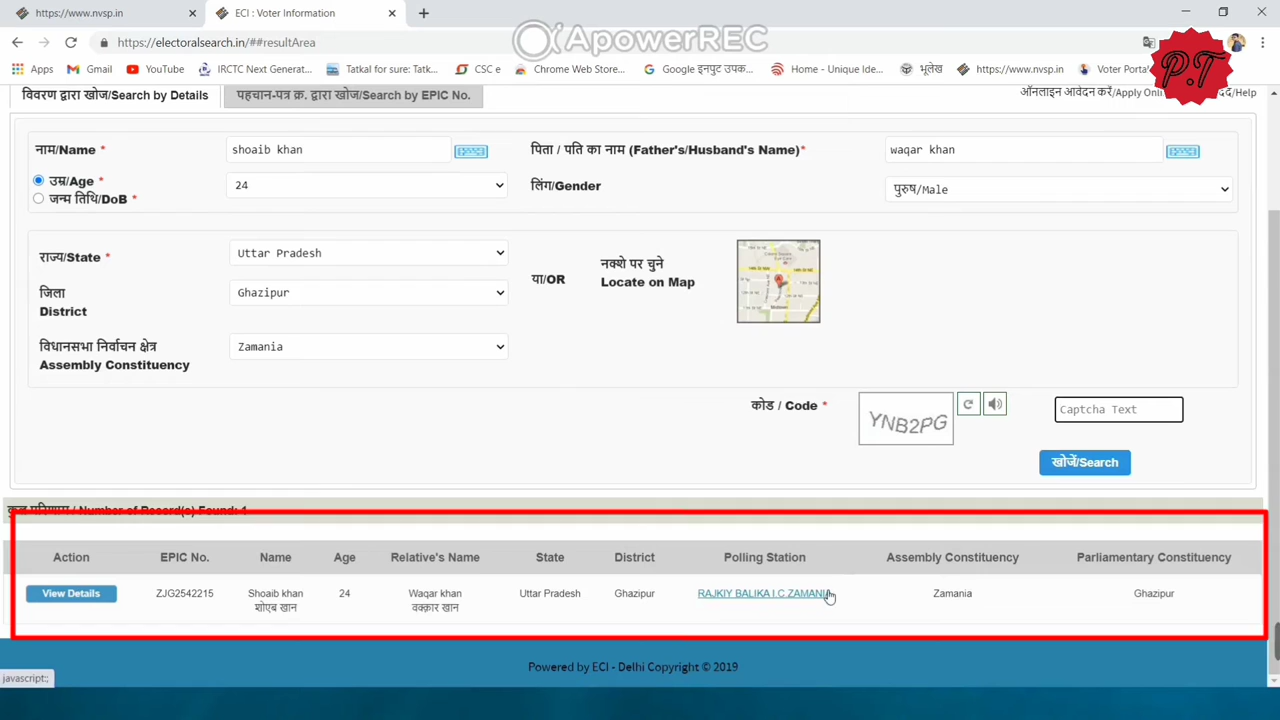 https://www.nvsp.in
ECI : Voter Information
https://electoralsearch.in/##resultArea
ApowerREC
Apps Gmail YouTube IRCTC Next Generat... Tatkal for sure: Tatk... CSC e Chrome Web Store... Google इनपुट उपक... Home - Unique Ide... भूलेख https://www.nvsp.in Voter Porta
P.T
विवरण द्वारा खोज/Search by Details
पहचान-पत्र क्र. द्वारा खोज/Search by EPIC No.
ऑनलाइन आवेदन करें/Apply Onli /Help
नाम/Name * shoaib khan पिता / पति का नाम (Father's/Husband's Name)* waqar khan
उम्र/Age * 24 लिंग/Gender पुरुष/Male
जन्म तिथि/DoB *
राज्य/State * Uttar Pradesh
नक्शे पर चुने
या/OR
Locate on Map
जिला
District
Ghazipur
विधानसभा निर्वाचन क्षेत्र
Assembly Constituency
Zamania
कोड / Code * YNB2PG Captcha Text
खोजें/Search
कुल परिणाम / Number of Record(s) Found: 1
Action EPIC No. Name Age Relative's Name State District Polling Station Assembly Constituency Parliamentary Constituency
View Details ZJG2542215 Shoaib khan 24 Waqar khan Uttar Pradesh Ghazipur RAJKIY BALIKA I.C.ZAMANIA Zamania Ghazipur
शोएब खान वक़्क़ार खान
Powered by ECI - Delhi Copyright © 2019
javascript:;